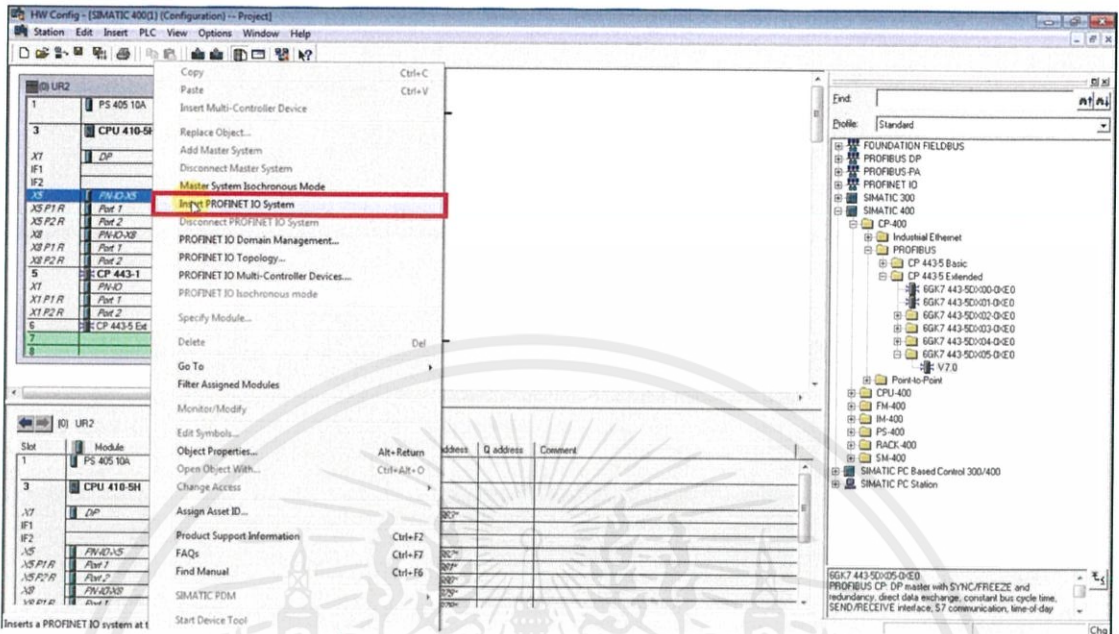 HW Config - [SIMATIC 400(1) (Configuration) -- Project]
Station Edit Insert PLC View Options Window Help
(0) UR2
1 PS 405 10A
3 CPU 410-5H
X1 DP
IF1
IF2
X5 PN-IO-X5
X5 P1 R Port 1
X5 P2 R Port 2
X8 PN-IO-X8
X8 P1 R Port 1
X8 P2 R Port 2
5 CP 443-1
X1 PN-IO
X1 P1 R Port 1
X1 P2 R Port 2
6 CP 443-5 Ext
7
8
Copy Ctrl+C
Paste Ctrl+V
Insert Multi-Controller Device
Replace Object...
Add Master System
Disconnect Master System
Master System Isochronous Mode
Insert PROFINET IO System
Disconnect PROFINET IO System
PROFINET IO Domain Management...
PROFINET IO Topology...
PROFINET IO Multi-Controller Devices...
PROFINET IO Isochronous mode
Specify Module...
Delete Del
Go To
Filter Assigned Modules
Monitor/Modify
Edit Symbols...
Object Properties... Alt+Return
Open Object With... Ctrl+Alt+O
Change Access
Assign Asset ID...
Product Support Information Ctrl+F2
FAQs Ctrl+F7
Find Manual Ctrl+F6
SIMATIC PDM
Start Device Tool
Find:
Profile: Standard
FOUNDATION FIELDBUS
PROFIBUS DP
PROFIBUS-PA
PROFINET IO
SIMATIC 300
SIMATIC 400
CP-400
Industrial Ethernet
PROFIBUS
CP 443-5 Basic
CP 443-5 Extended
6GK7 443-5DX00-0XE0
6GK7 443-5DX01-0XE0
6GK7 443-5DX02-0XE0
6GK7 443-5DX03-0XE0
6GK7 443-5DX04-0XE0
6GK7 443-5DX05-0XE0
V7.0
Point-to-Point
CPU-400
FM-400
IM-400
PS-400
RACK-400
SM-400
SIMATIC PC Based Control 300/400
SIMATIC PC Station
(0) UR2
Slot Module ddress Q address Comment
1 PS 405 10A
3 CPU 410-5H
X1 DP
IF1
IF2
X5 PN-IO-X5
X5 P1 R Port 1
X5 P2 R Port 2
X8 PN-IO-X8
X8 P1 R Port 1
6GK7 443-5DX05-0XE0
PROFIBUS CP: DP master with SYNC/FREEZE and
redundancy, direct data exchange, constant bus cycle time,
SEND/RECEIVE interface, S7 communication, time-of-day
Inserts a PROFINET IO system at t
Chg